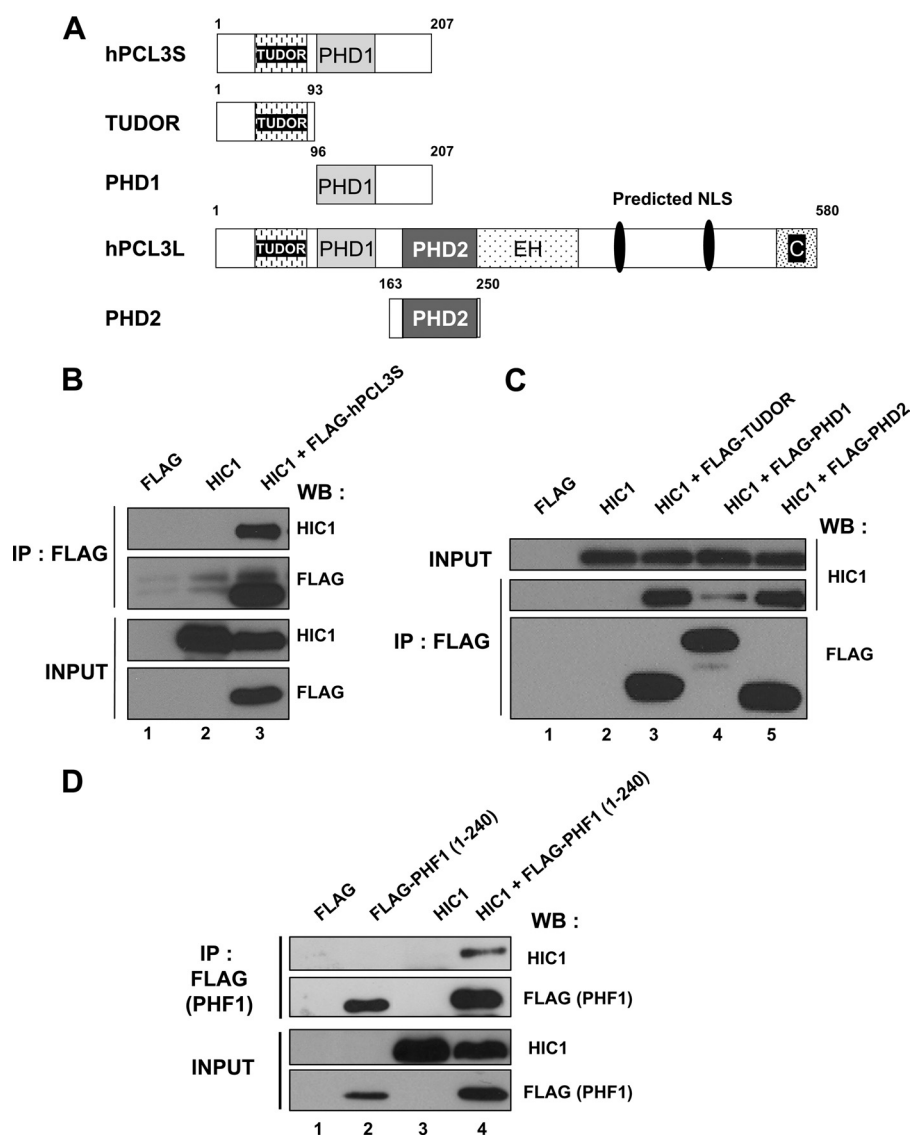 A
1 207
hPCL3S TUDOR PHD1
1 93
TUDOR TUDOR
96 207
PHD1 PHD1
Predicted NLS
1 580
hPCL3L TUDOR PHD1 PHD2 EH C
163 250
PHD2 PHD2
B
FLAG
HIC1
HIC1 + FLAG-hPCL3S
WB :
IP : FLAG
HIC1
FLAG
INPUT
HIC1
FLAG
1 2 3
C
FLAG
HIC1
HIC1 + FLAG-TUDOR
HIC1 + FLAG-PHD1
HIC1 + FLAG-PHD2
WB :
INPUT
HIC1
IP : FLAG
FLAG
1 2 3 4 5
D
FLAG
FLAG-PHF1 (1-240)
HIC1
HIC1 + FLAG-PHF1 (1-240)
WB :
IP :
FLAG
(PHF1)
HIC1
FLAG (PHF1)
INPUT
HIC1
FLAG (PHF1)
1 2 3 4